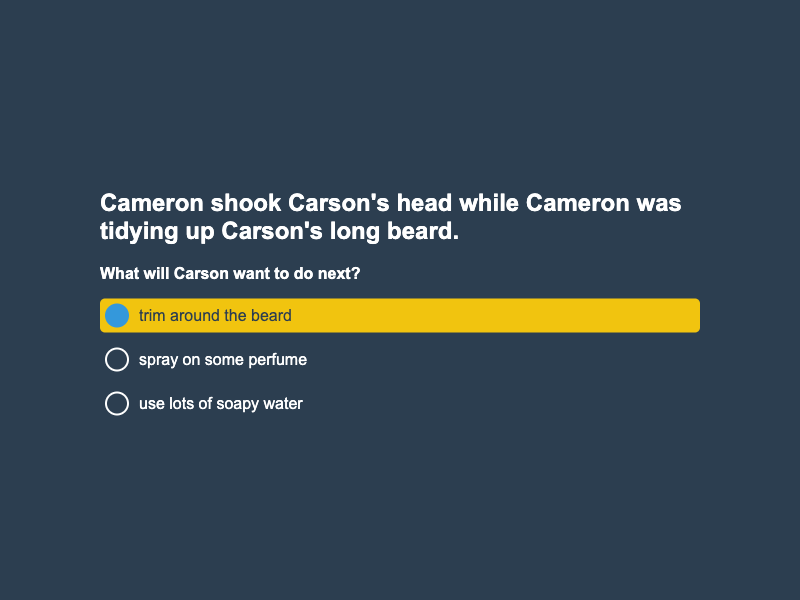 Cameron shook Carson's head while Cameron was
tidying up Carson's long beard.
What will Carson want to do next?
trim around the beard
spray on some perfume
use lots of soapy water